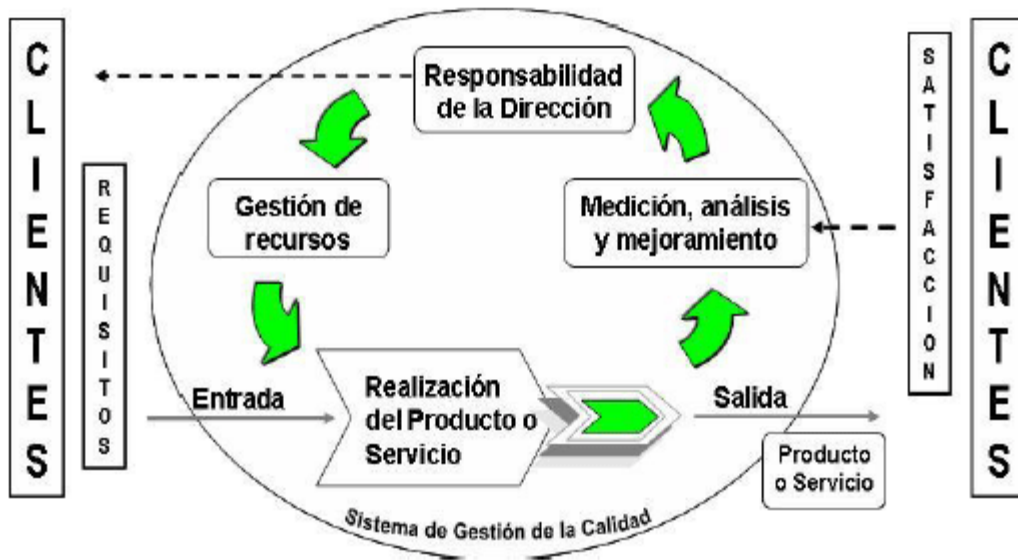 CLIENTES
REQUISITOS
Responsabilidad
de la Dirección
Gestión de
recursos
Medición, análisis
y mejoramiento
Entrada
Realización
del Producto o
Servicio
Salida
Producto
o Servicio
Sistema de Gestión de la Calidad
SATISFACCION
CLIENTES